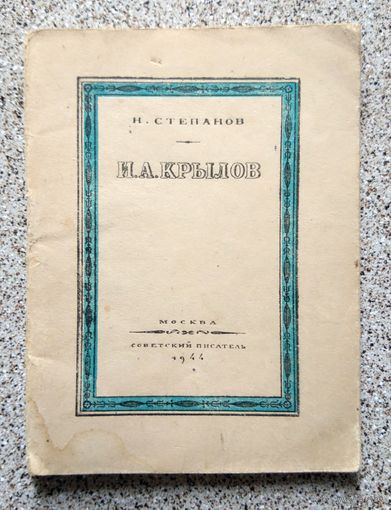 Н. СТЕПАНОВ
И.А.КРЫЛОВ
МОСКВА
СОВЕТСКИЙ ПИСАТЕЛЬ
1944